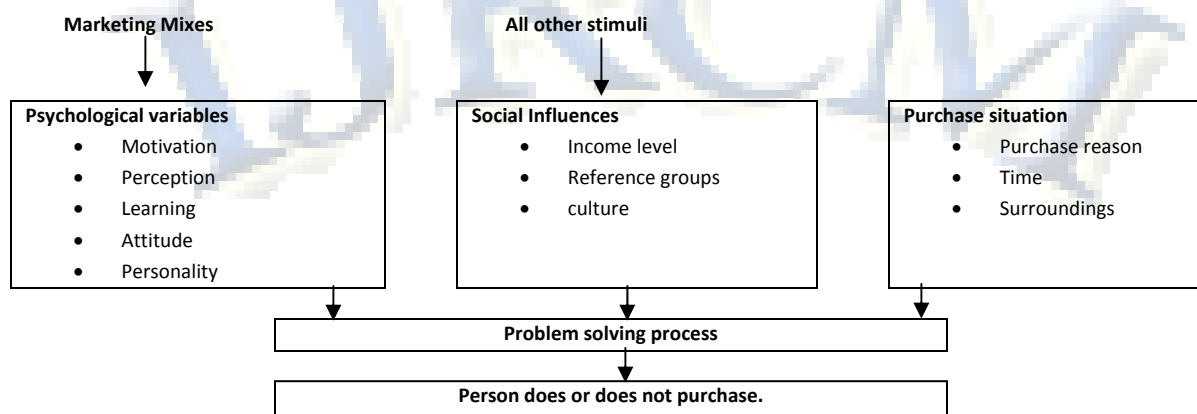 Marketing Mixes
All other stimuli
Psychological variables
• Motivation
• Perception
• Learning
• Attitude
• Personality
Social Influences
• Income level
• Reference groups
• culture
Purchase situation
• Purchase reason
• Time
• Surroundings
Problem solving process
Person does or does not purchase.